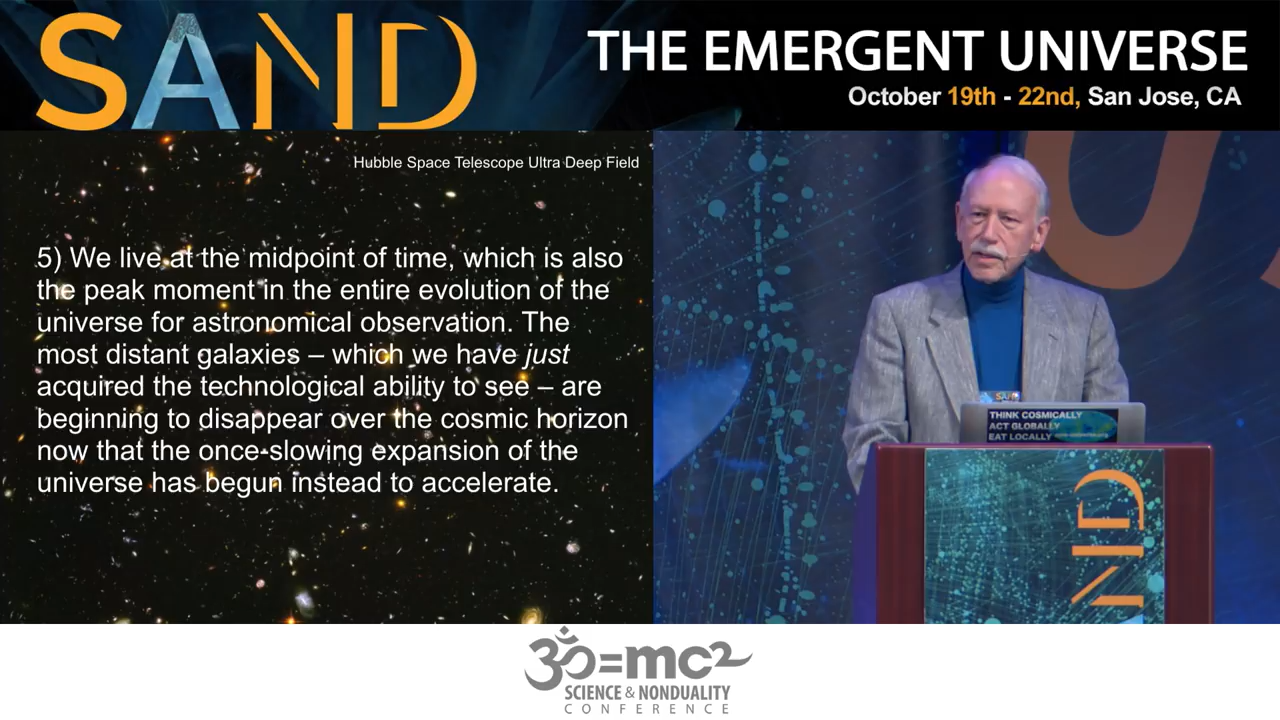 SAND
THE EMERGENT UNIVERSE
October 19th - 22nd, San Jose, CA
Hubble Space Telescope Ultra Deep Field
5) We live at the midpoint of time, which is also
the peak moment in the entire evolution of the
universe for astronomical observation. The
most distant galaxies – which we have just
acquired the technological ability to see – are
beginning to disappear over the cosmic horizon
now that the once-slowing expansion of the
universe has begun instead to accelerate.
SAND
THINK COSMICALLY
ACT GLOBALLY
EAT LOCALLY
ND
ॐ=mc2
SCIENCE & NONDUALITY
CONFERENCE